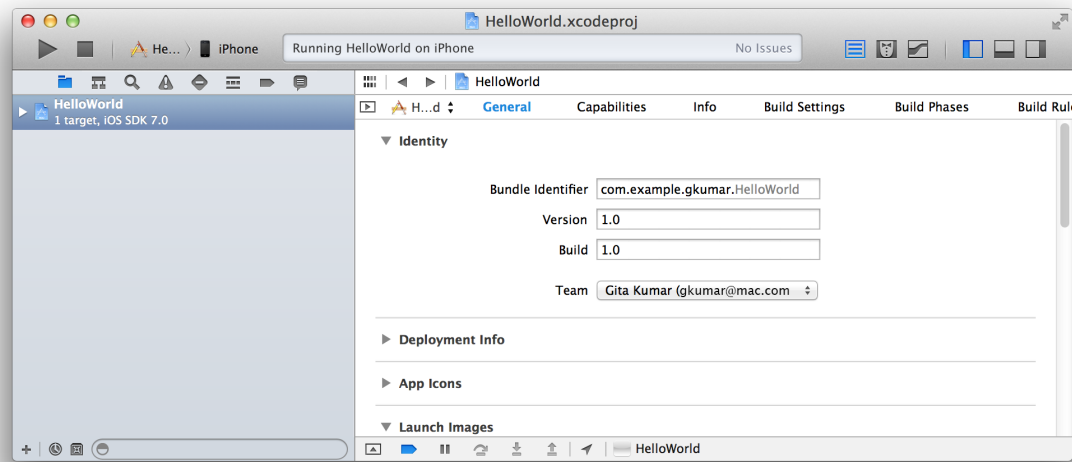 HelloWorld.xcodeproj
He... iPhone
Running HelloWorld on iPhone No Issues
HelloWorld
1 target, iOS SDK 7.0
HelloWorld
H...d General Capabilities Info Build Settings Build Phases Build Rul
Identity
Bundle Identifier com.example.gkumar.HelloWorld
Version 1.0
Build 1.0
Team Gita Kumar (gkumar@mac.com
Deployment Info
App Icons
Launch Images
HelloWorld